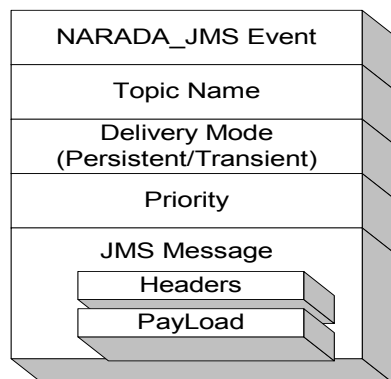 NARADA_JMS Event
Topic Name
Delivery Mode
(Persistent/Transient)
Priority
JMS Message
Headers
PayLoad